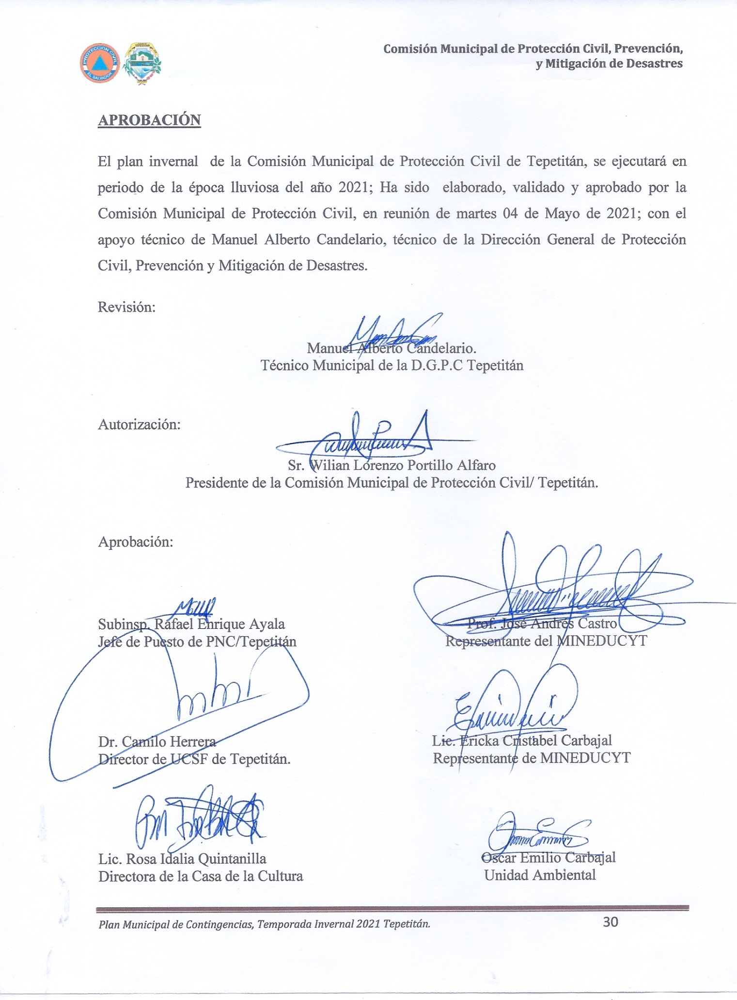 PROTECCION CIVIL
EL SALVADOR
Comisión Municipal de Protección Civil, Prevención,
y Mitigación de Desastres
APROBACIÓN
El plan invernal de la Comisión Municipal de Protección Civil de Tepetitán, se ejecutará en
periodo de la época lluviosa del año 2021; Ha sido elaborado, validado y aprobado por la
Comisión Municipal de Protección Civil, en reunión de martes 04 de Mayo de 2021; con el
apoyo técnico de Manuel Alberto Candelario, técnico de la Dirección General de Protección
Civil, Prevención y Mitigación de Desastres.
Revisión:
Manuel Alberto Candelario.
Técnico Municipal de la D.G.P.C Tepetitán
Autorización:
Sr. Wilian Lorenzo Portillo Alfaro
Presidente de la Comisión Municipal de Protección Civil/ Tepetitán.
Aprobación:
Subinsp. Rafael Enrique Ayala
Jefe de Puesto de PNC/Tepetitán
Prof. José Andrés Castro
Representante del MINEDUCYT
Dr. Camilo Herrera
Director de UCSF de Tepetitán.
Lic. Ericka Cristabel Carbajal
Representante de MINEDUCYT
Lic. Rosa Idalia Quintanilla
Directora de la Casa de la Cultura
Oscar Emilio Carbajal
Unidad Ambiental
Plan Municipal de Contingencias, Temporada Invernal 2021 Tepetitán.
30